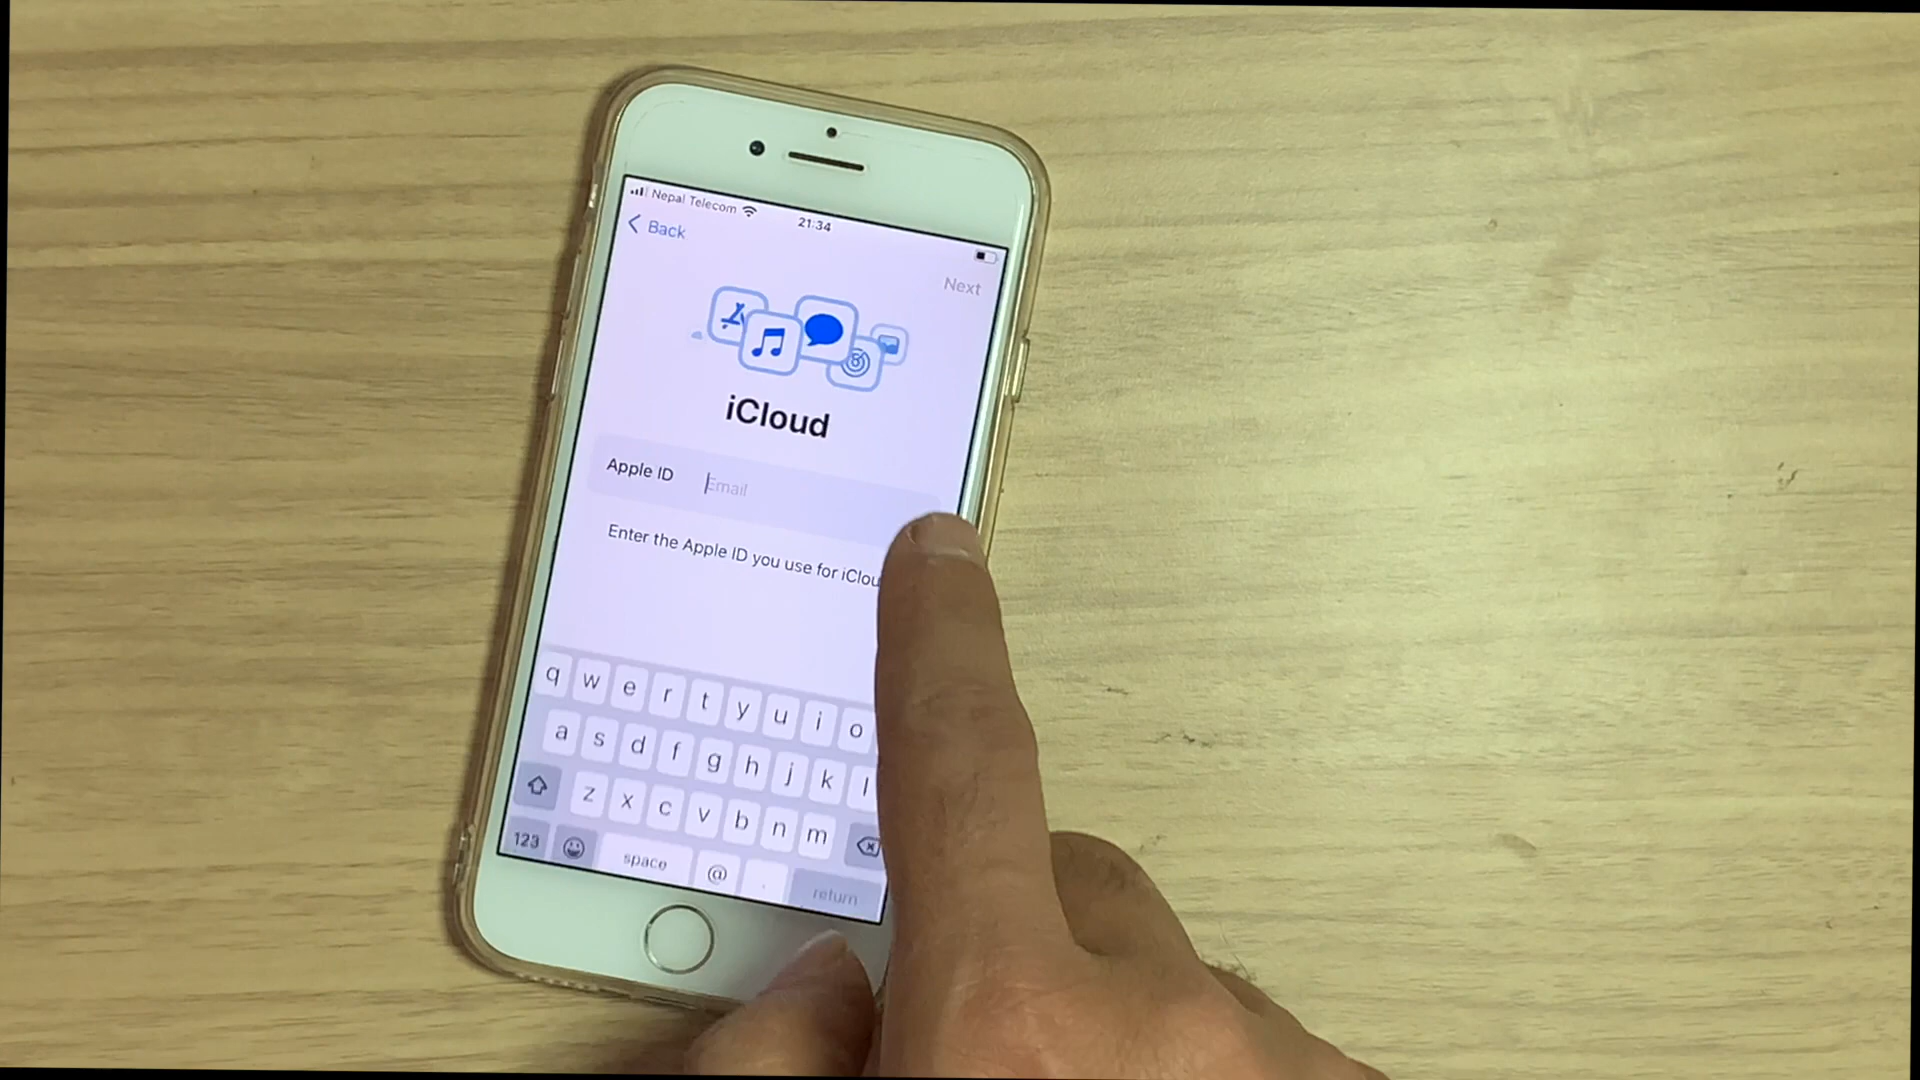 Nepal Telecom
21:34
Back
Next
iCloud
Apple ID Email
Enter the Apple ID you use for iClou
q w e r t y u i o
a s d f g h j k l
z x c v b n m
123 space @ . return